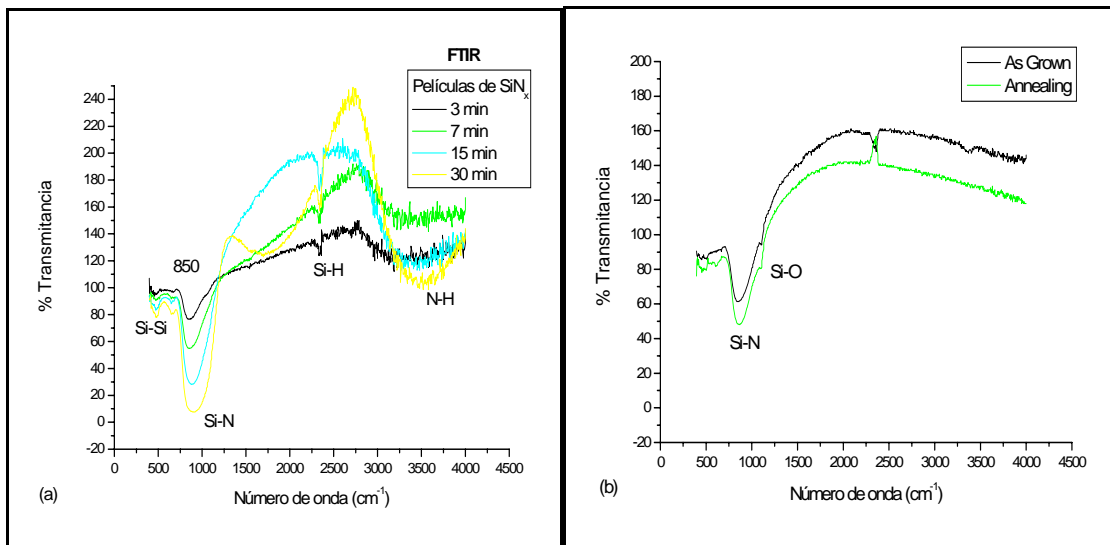 FTIR
Películas de SiNx
3 min
7 min
15 min
30 min
% Transmitancia
240
220
200
180
160
140
120
100
80
60
40
20
0
-20
850
Si-Si
Si-N
Si-H
N-H
0 500 1000 1500 2000 2500 3000 3500 4000 4500
Número de onda (cm-1)
(a)
As Grown
Annealing
% Transmitancia
200
180
160
140
120
100
80
60
40
20
0
-20
Si-O
Si-N
0 500 1000 1500 2000 2500 3000 3500 4000 4500
Número de onda (cm-1)
(b)